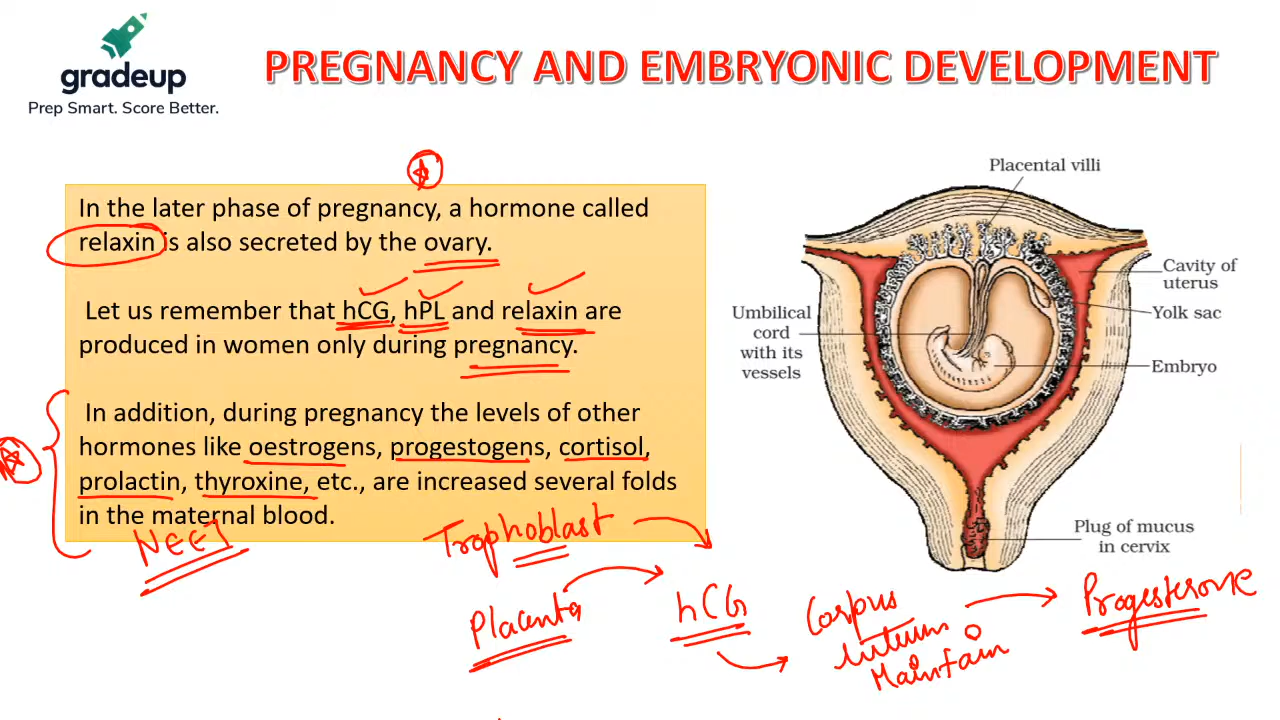 gradeup
Prep Smart. Score Better.
PREGNANCY AND EMBRYONIC DEVELOPMENT
In the later phase of pregnancy, a hormone called
relaxin is also secreted by the ovary.
Let us remember that hCG, hPL and relaxin are
produced in women only during pregnancy.
In addition, during pregnancy the levels of other
hormones like oestrogens, progestogens, cortisol,
prolactin, thyroxine, etc., are increased several folds
in the maternal blood.
NEET
Trophoblast
Placenta
hCG
Corpus
luteum
Maintain
Progesterone
Placental villi
Cavity of
uterus
Yolk sac
Umbilical
cord
with its
vessels
Embryo
Plug of mucus
in cervix